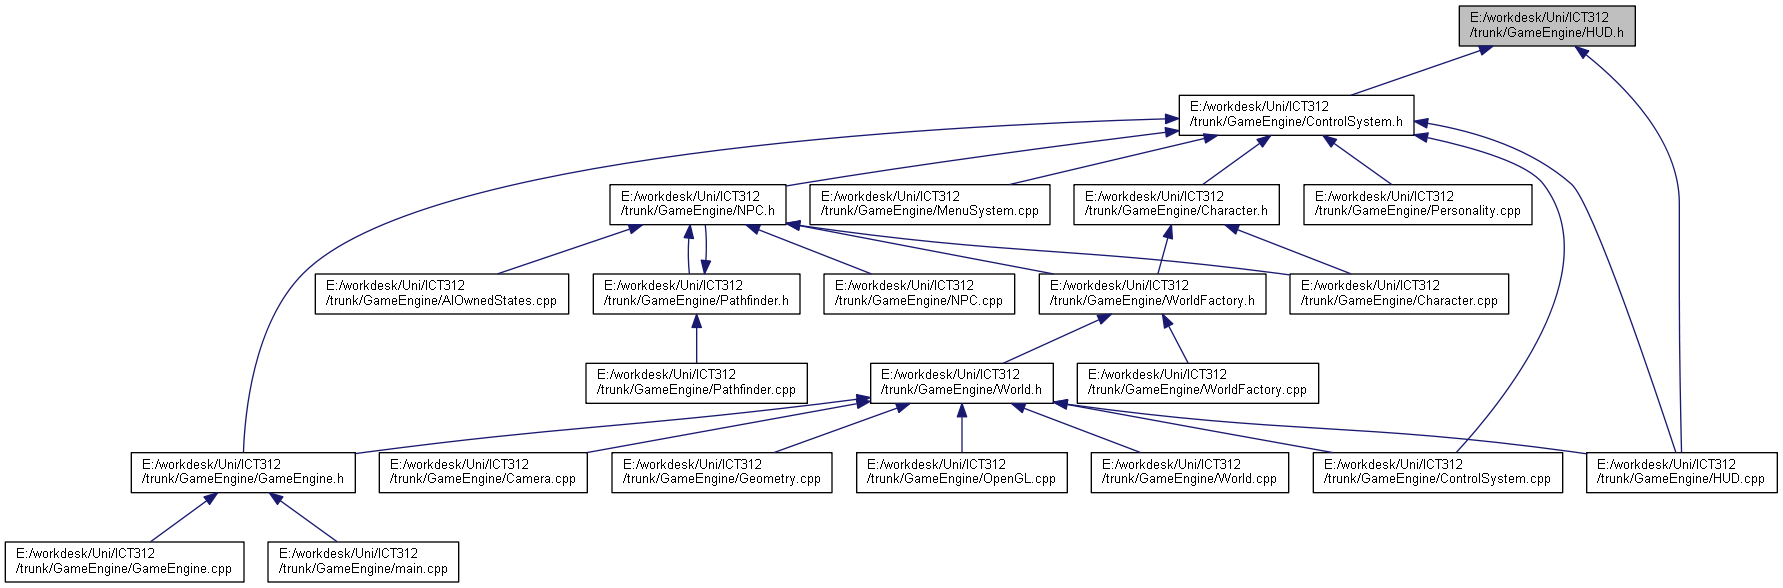 E:/workdesk/Uni/ICT312
/trunk/GameEngine/HUD.h
E:/workdesk/Uni/ICT312
/trunk/GameEngine/ControlSystem.h
E:/workdesk/Uni/ICT312
/trunk/GameEngine/NPC.h
E:/workdesk/Uni/ICT312
/trunk/GameEngine/MenuSystem.cpp
E:/workdesk/Uni/ICT312
/trunk/GameEngine/Character.h
E:/workdesk/Uni/ICT312
/trunk/GameEngine/Personality.cpp
E:/workdesk/Uni/ICT312
/trunk/GameEngine/AIOwnedStates.cpp
E:/workdesk/Uni/ICT312
/trunk/GameEngine/Pathfinder.h
E:/workdesk/Uni/ICT312
/trunk/GameEngine/NPC.cpp
E:/workdesk/Uni/ICT312
/trunk/GameEngine/WorldFactory.h
E:/workdesk/Uni/ICT312
/trunk/GameEngine/Character.cpp
E:/workdesk/Uni/ICT312
/trunk/GameEngine/Pathfinder.cpp
E:/workdesk/Uni/ICT312
/trunk/GameEngine/World.h
E:/workdesk/Uni/ICT312
/trunk/GameEngine/WorldFactory.cpp
E:/workdesk/Uni/ICT312
/trunk/GameEngine/GameEngine.h
E:/workdesk/Uni/ICT312
/trunk/GameEngine/Camera.cpp
E:/workdesk/Uni/ICT312
/trunk/GameEngine/Geometry.cpp
E:/workdesk/Uni/ICT312
/trunk/GameEngine/OpenGL.cpp
E:/workdesk/Uni/ICT312
/trunk/GameEngine/World.cpp
E:/workdesk/Uni/ICT312
/trunk/GameEngine/ControlSystem.cpp
E:/workdesk/Uni/ICT312
/trunk/GameEngine/HUD.cpp
E:/workdesk/Uni/ICT312
/trunk/GameEngine/GameEngine.cpp
E:/workdesk/Uni/ICT312
/trunk/GameEngine/main.cpp